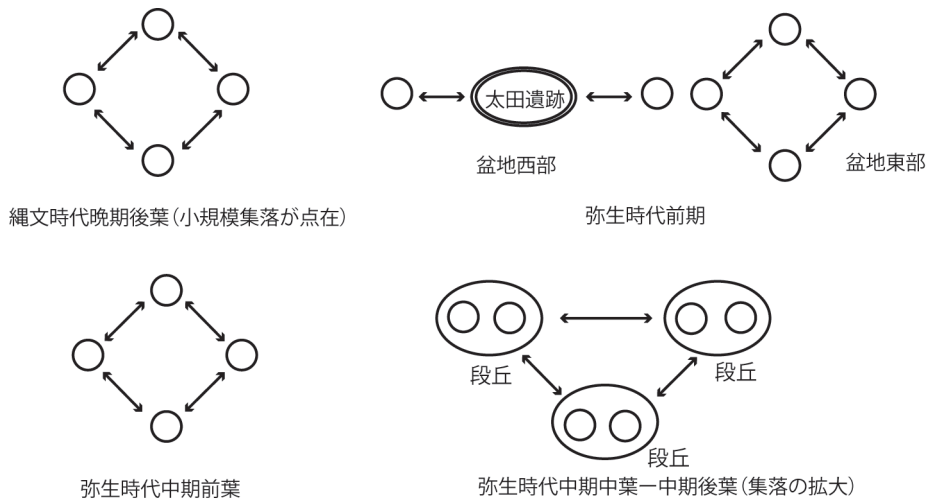 縄文時代晩期後葉(小規模集落が点在)
太田遺跡
盆地西部
盆地東部
弥生時代前期
弥生時代中期前葉
段丘
段丘
段丘
弥生時代中期中葉ー中期後葉(集落の拡大)